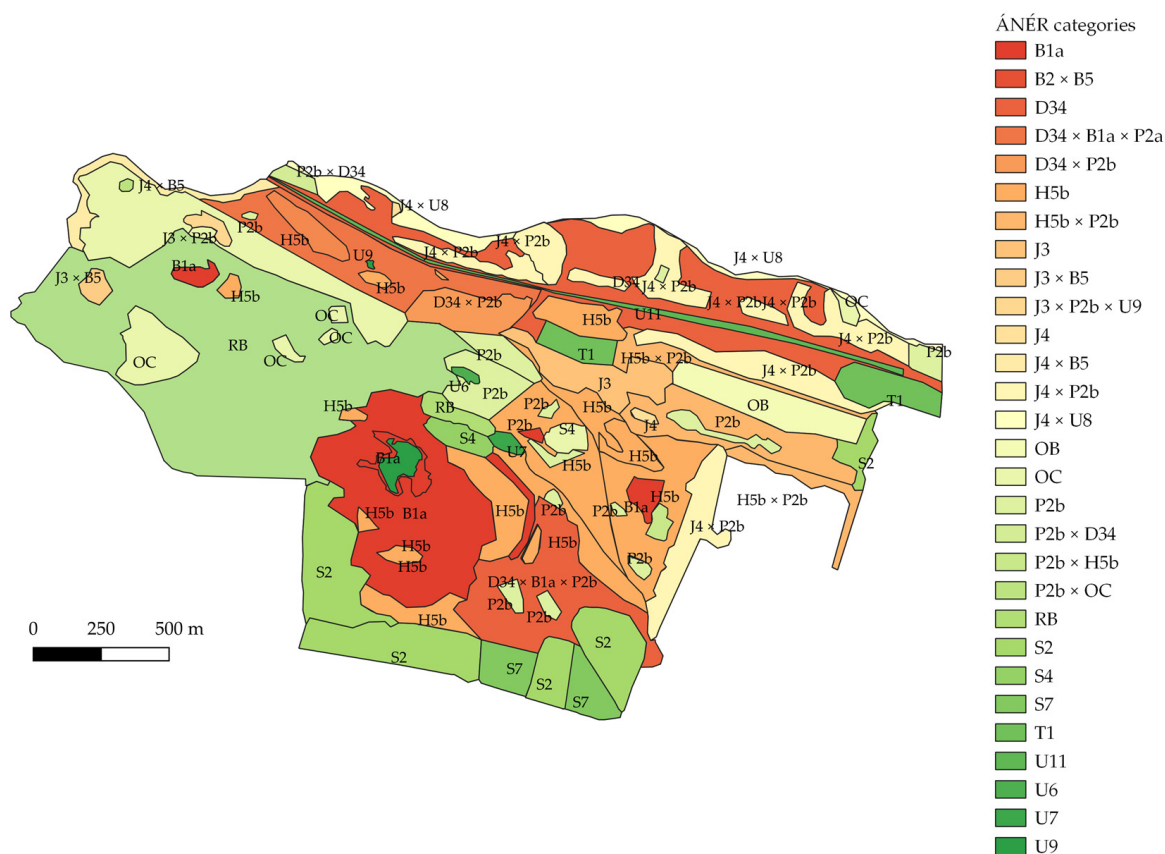 ÁNÉR categories
B1a
B2 × B5
D34
D34 × B1a × P2a
D34 × P2b
H5b
H5b × P2b
J3
J3 × B5
J3 × P2b × U9
J4
J4 × B5
J4 × P2b
J4 × U8
OB
OC
P2b
P2b × D34
P2b × H5b
P2b × OC
RB
S2
S4
S7
T1
U11
U6
U7
U9
P2b × D34
J4 × B5
J4 × U8
P2b
J3 × P2b
H5b
J4 × P2b
J4 × P2b
J4 × P2b
U9
J4 × U8
B1a
J3 × B5
H5b
H5b
D34
J4 × P2b
D34 × P2b
J4 × P2b
J4 × P2b
OC
U11
OC
H5b
OC
J4 × P2b
RB
OC
OC
P2b
T1
H5b × P2b
P2b
J4 × P2b
U6
P2b
J3
T1
H5b
RB
P2b
H5b
OB
P2b
S4
P2b
S4
J4
B1a
U7
H5b
H5b
S2
H5b
B1a
H5b
P2b
P2b
B1a
H5b
H5b × P2b
J4 × P2b
H5b
H5b
H5b
P2b
S2
D34 × B1a × P2b
P2b
P2b
H5b
S2
S2
S7
S2
S7
0 250 500 m